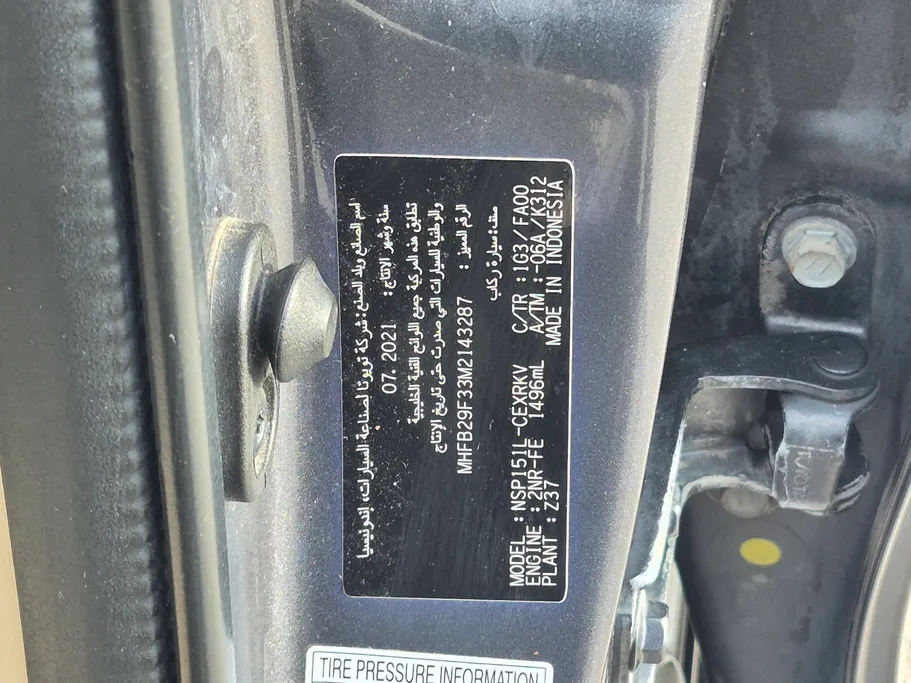 اسم الصانع وبلد الصنع: شركة تويوتا لصناعة السيارات، إندونيسيا
سنة وشهر الإنتاج: 07.2021
تطابق هذه المركبة جميع اللوائح الفنية الخليجية
والوطنية للسيارات التي صدرت حتى تاريخ الإنتاج
الرقم المميز: MHFB29F33M2143287
صنف: سيارة ركاب
MODEL : NSP151L-CEXRKV C/TR : 1G3/FA00
ENGINE : 2NR-FE 1496mL A/TM : -06A/K312
PLANT : Z37 MADE IN INDONESIA
TIRE PRESSURE INFORMATION